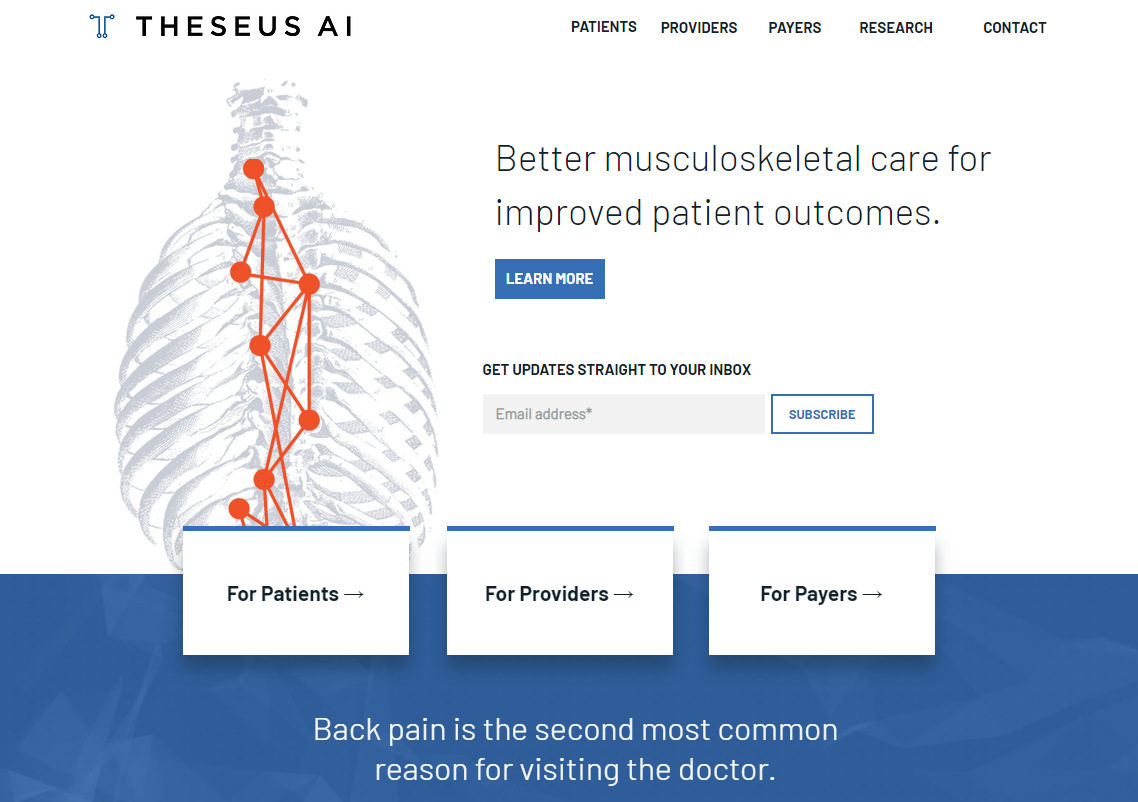 THESEUS AI
PATIENTS
PROVIDERS
PAYERS
RESEARCH
CONTACT
Better musculoskeletal care for
improved patient outcomes.
LEARN MORE
GET UPDATES STRAIGHT TO YOUR INBOX
Email address*
SUBSCRIBE
For Patients →
For Providers →
For Payers →
Back pain is the second most common
reason for visiting the doctor.